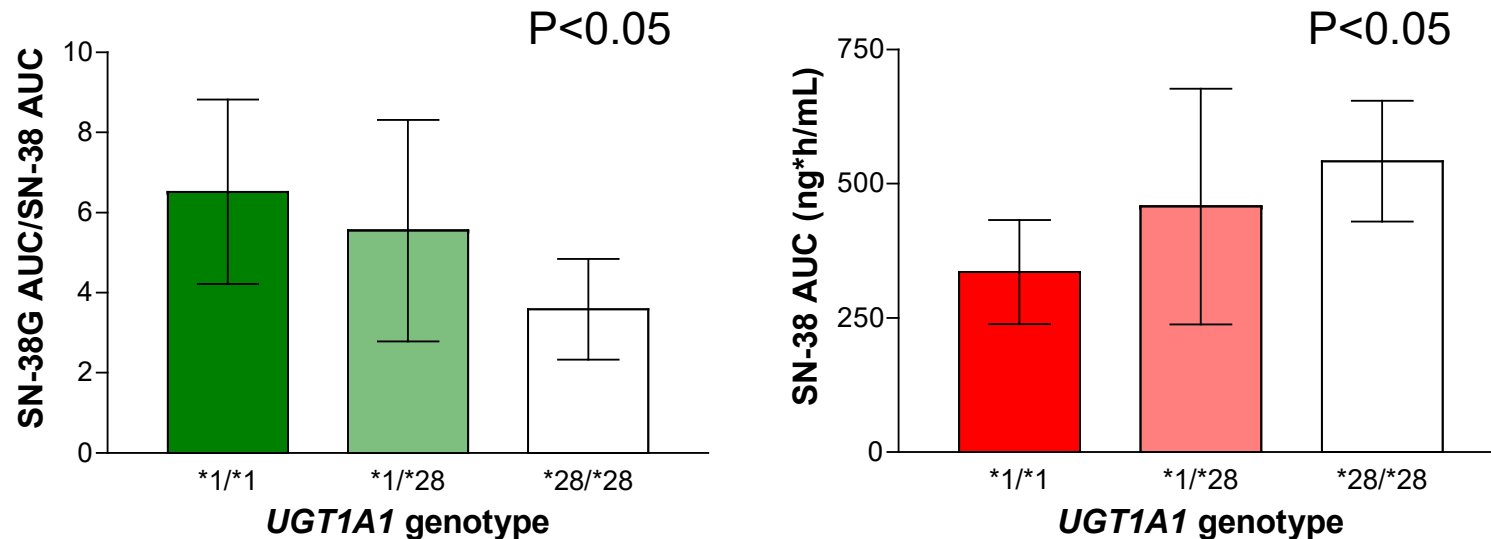 P<0.05
SN-38G AUC/SN-38 AUC
10
8
6
4
2
0
*1/*1 *1/*28 *28/*28
UGT1A1 genotype
P<0.05
SN-38 AUC (ng*h/mL)
750
500
250
0
*1/*1 *1/*28 *28/*28
UGT1A1 genotype